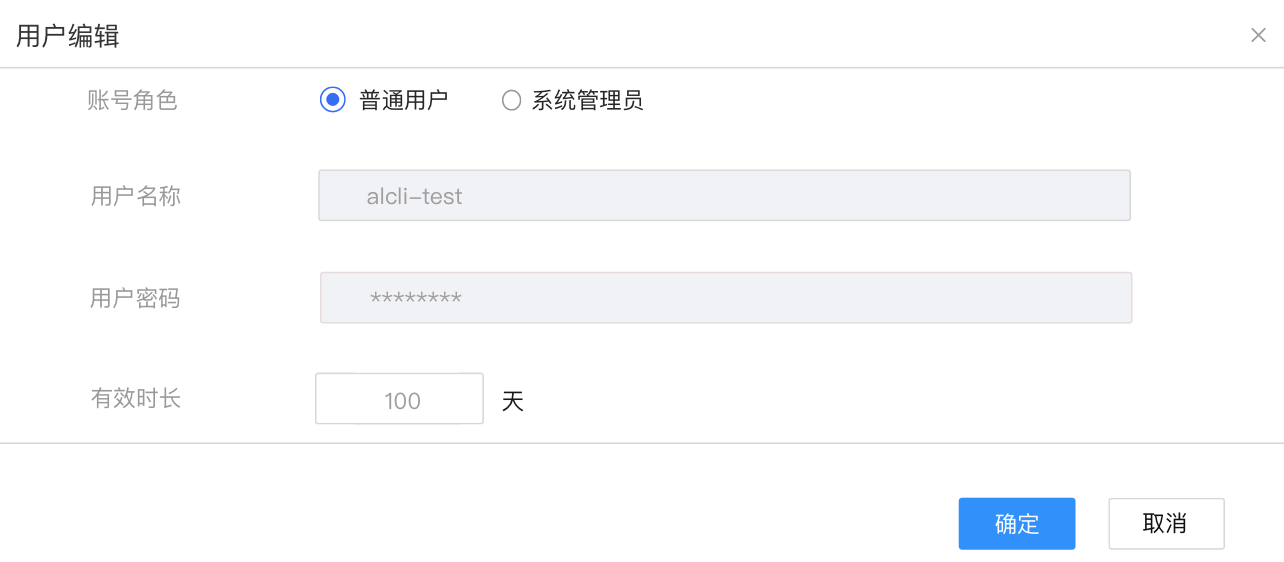 用户编辑
账号角色 普通用户 系统管理员
用户名称 alcli-test
用户密码 ********
有效时长 100 天
确定 取消